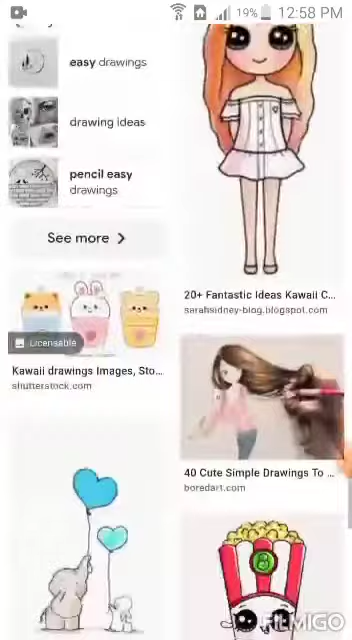 19% 12:58 PM
easy drawings
drawing ideas
pencil easy
drawings
See more
Licensable
Kawaii drawings Images, Sto...
shutterstock.com
20+ Fantastic Ideas Kawaii C...
sarahsidney-blog.blogspot.com
40 Cute Simple Drawings To ...
boredart.com
FILMIGO